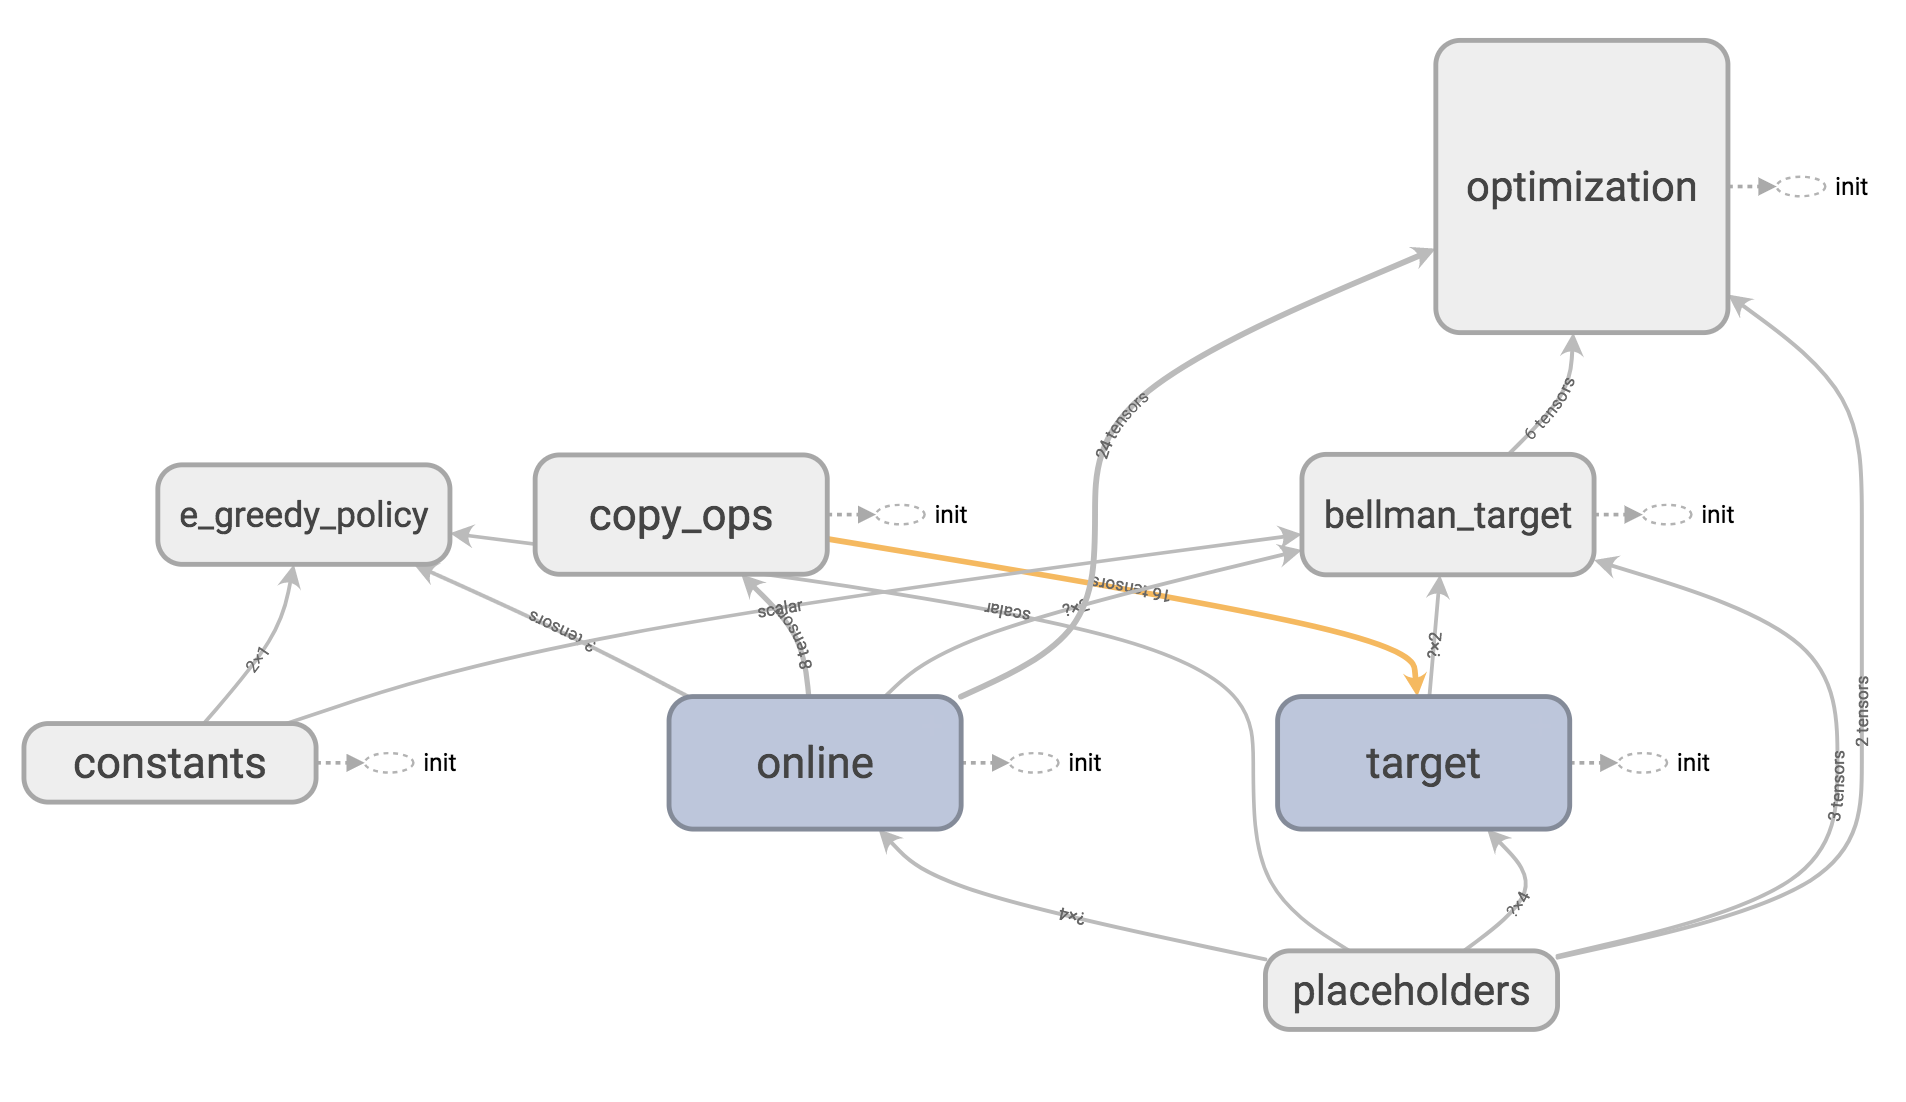 optimization
init
24 tensors
6 tensors
e_greedy_policy
copy_ops
init
bellman_target
init
16 tensors
scalar
scalar
?×2
8 tensors
tensors
2×1
?×2
constants
init
online
init
target
init
2 tensors
3 tensors
?×4
?×4
placeholders